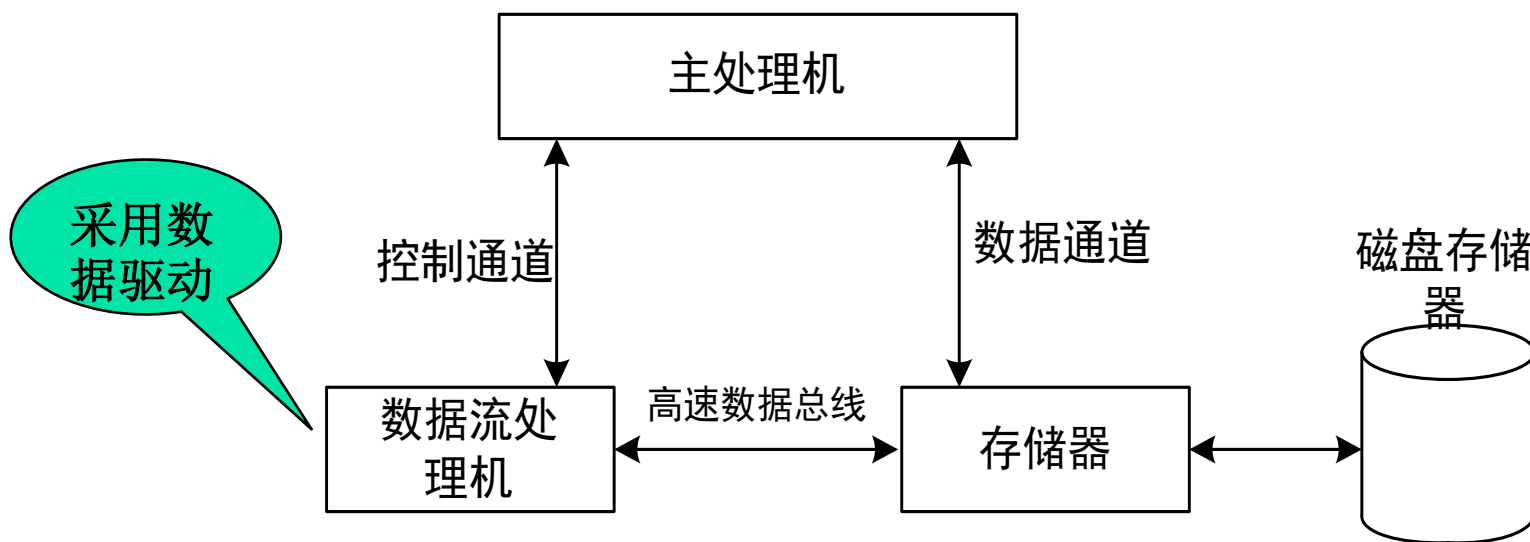 主处理机
采用数
据驱动
控制通道
数据通道
磁盘存储
器
数据流处
理机
高速数据总线
存储器